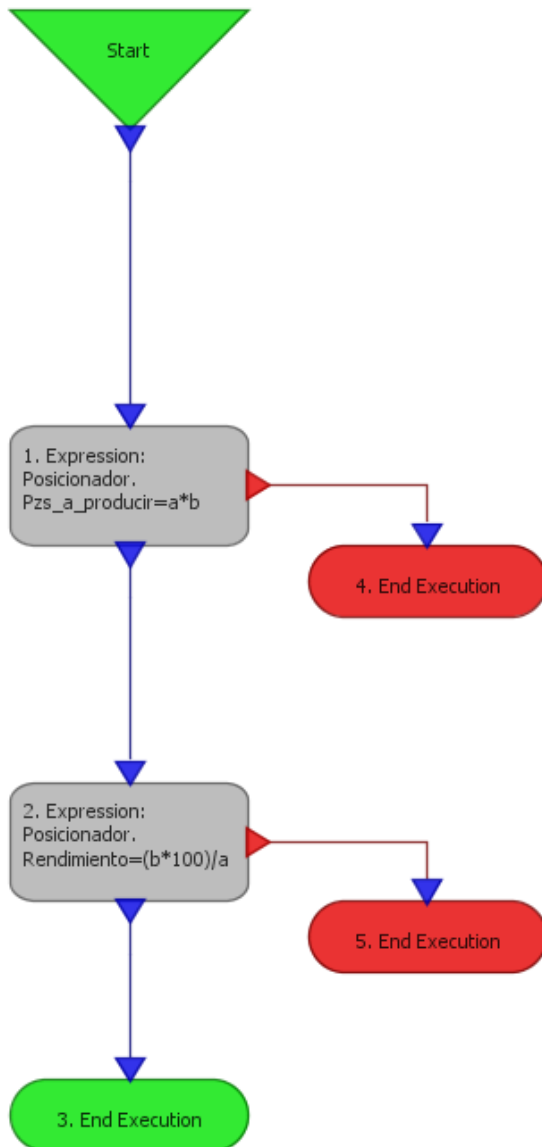 Start
1. Expression:
Posicionador.
Pzs_a_producir=a*b
4. End Execution
2. Expression:
Posicionador.
Rendimiento=(b*100)/a
5. End Execution
3. End Execution